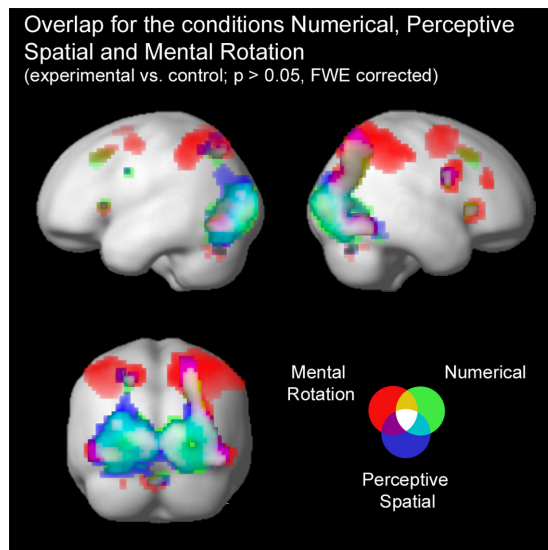 Overlap for the conditions Numerical, Perceptive
Spatial and Mental Rotation
(experimental vs. control; p > 0.05, FWE corrected)
Mental
Rotation
Numerical
Perceptive
Spatial